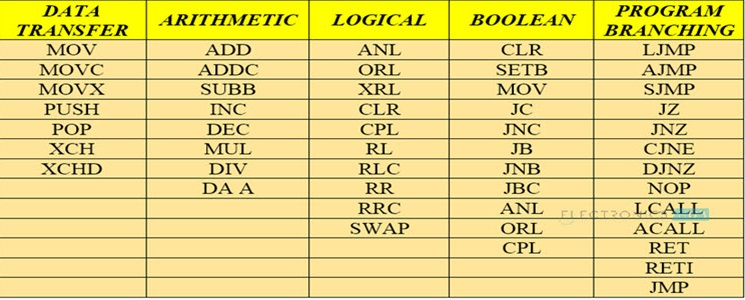 DATA TRANSFER ARITHMETIC LOGICAL BOOLEAN PROGRAM BRANCHING
MOV ADD ANL CLR LJMP
MOVC ADDC ORL SETB AJMP
MOVX SUBB XRL MOV SJMP
PUSH INC CLR JC JZ
POP DEC CPL JNC JNZ
XCH MUL RL JB CJNE
XCHD DIV RLC JNB DJNZ
DA A RR JBC NOP
RRC ANL LCALL
SWAP ORL ACALL
CPL RET
RETI
JMP